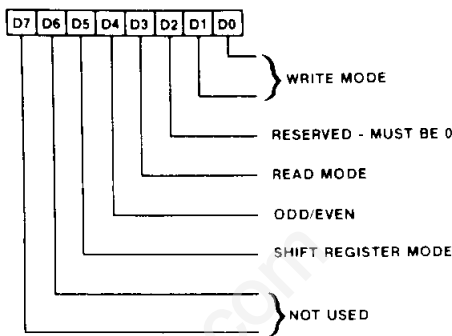 D7 D6 D5 D4 D3 D2 D1 D0
WRITE MODE
RESERVED - MUST BE 0
READ MODE
ODD/EVEN
SHIFT REGISTER MODE
NOT USED